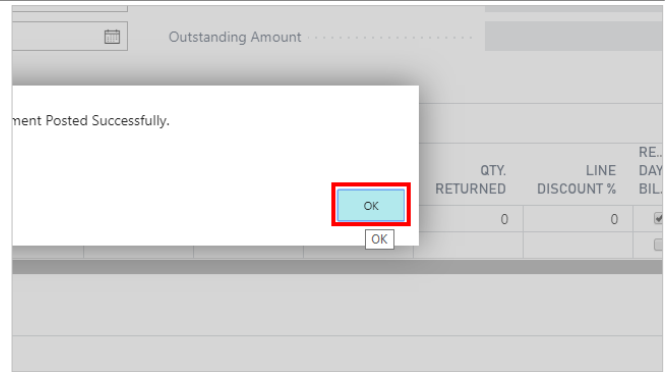 Outstanding Amount
ment Posted Successfully.
OK
OK
QTY. RETURNED
LINE DISCOUNT %
RE.. DAY BIL.
0
0